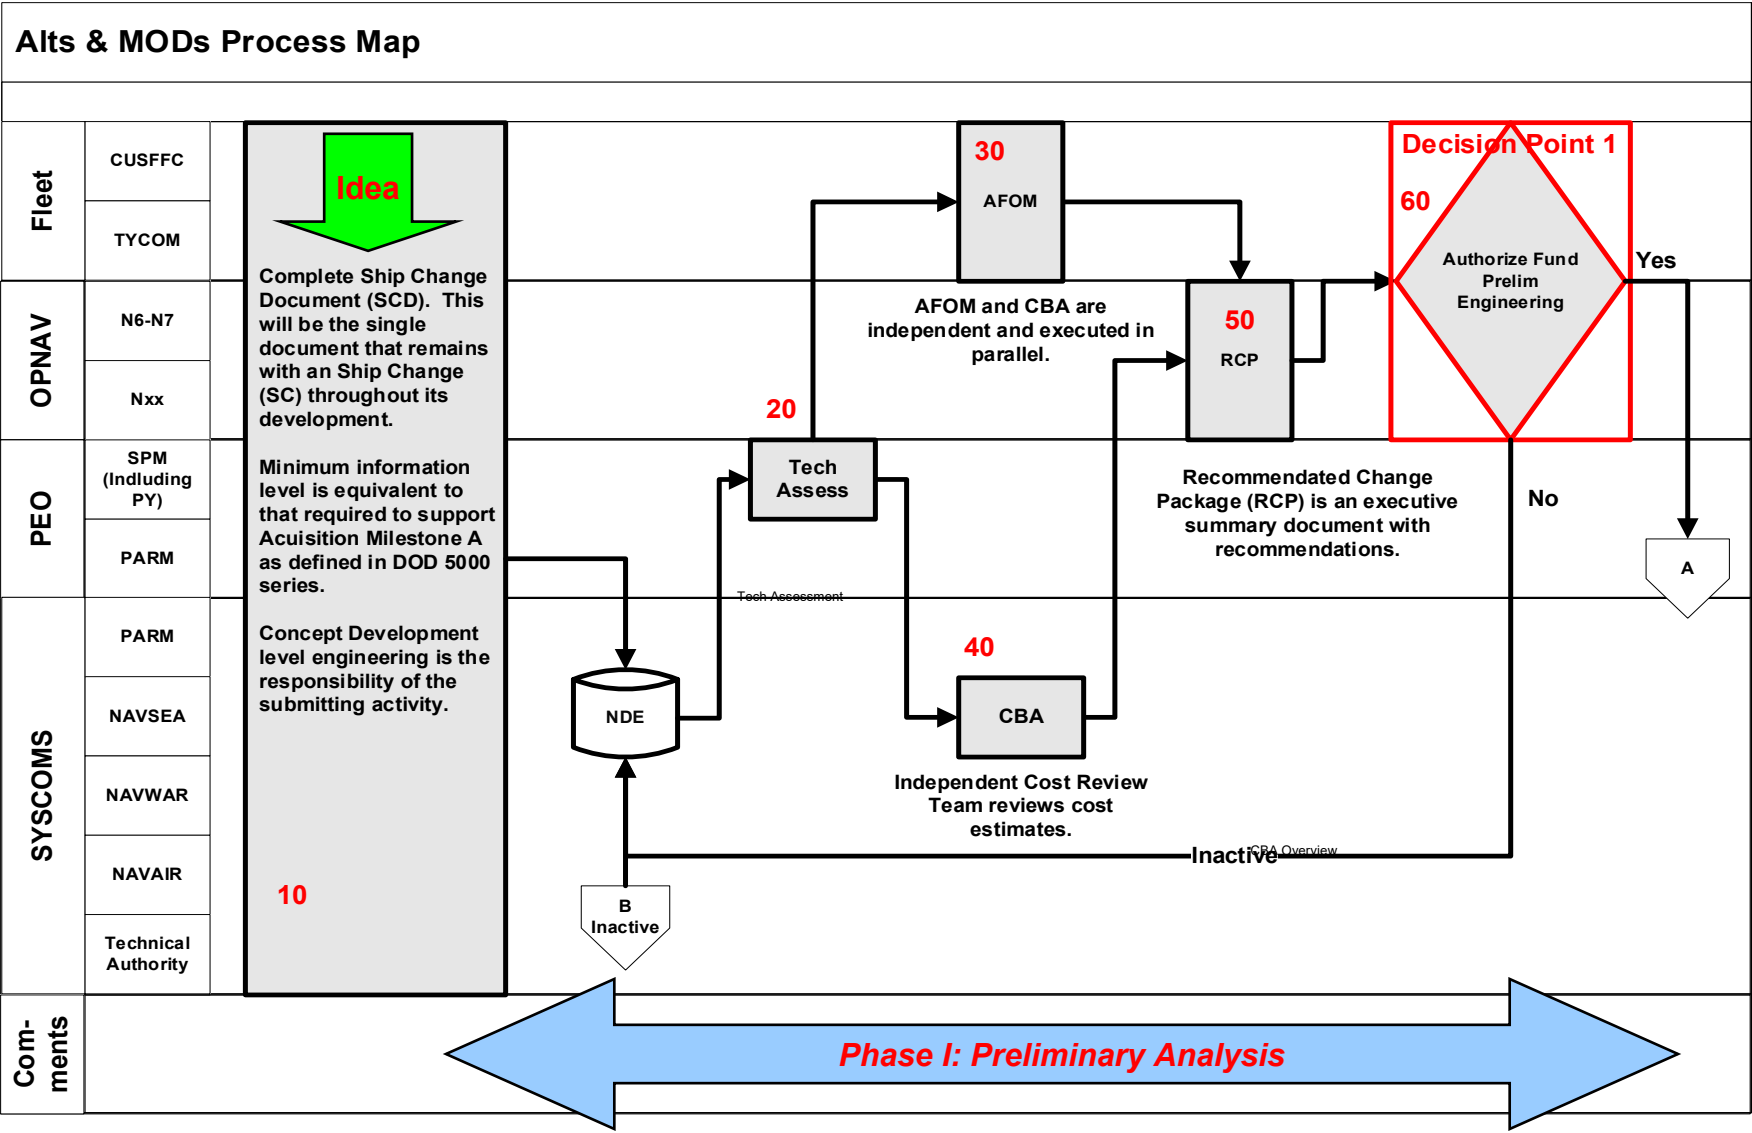 Alts & MODs Process Map
Fleet
CUSFFC
TYCOM
OPNAV
N6-N7
Nxx
PEO
SPM
(Indluding
PY)
PARM
SYSCOMS
PARM
NAVSEA
NAVWAR
NAVAIR
Technical
Authority
Com-
ments
Idea
Complete Ship Change
Document (SCD). This
will be the single
document that remains
with an Ship Change
(SC) throughout its
development.
Minimum information
level is equivalent to
that required to support
Acuisition Milestone A
as defined in DOD 5000
series.
Concept Development
level engineering is the
responsibility of the
submitting activity.
10
NDE
B
Inactive
20
Tech
Assess
Tech Assessment
30
AFOM
AFOM and CBA are
independent and executed in
parallel.
40
CBA
Independent Cost Review
Team reviews cost
estimates.
50
RCP
Recommendated Change
Package (RCP) is an executive
summary document with
recommendations.
Decision Point 1
60
Authorize Fund
Prelim
Engineering
Yes
No
A
Inactive
CBA Overview
Phase I: Preliminary Analysis